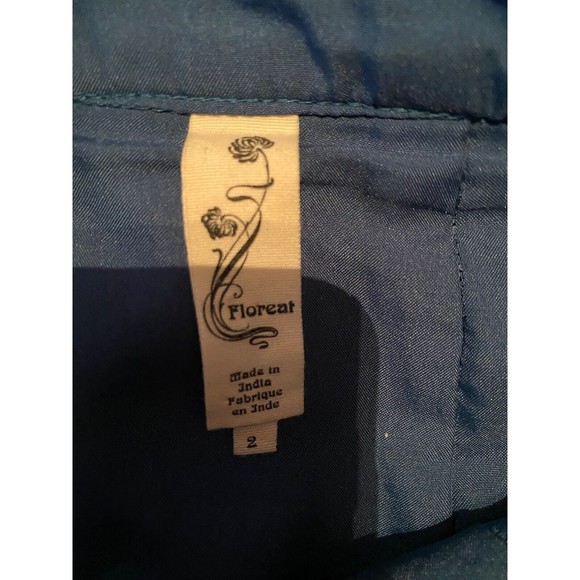 Floreat
Made in
India
Fabrique
en Inde
2